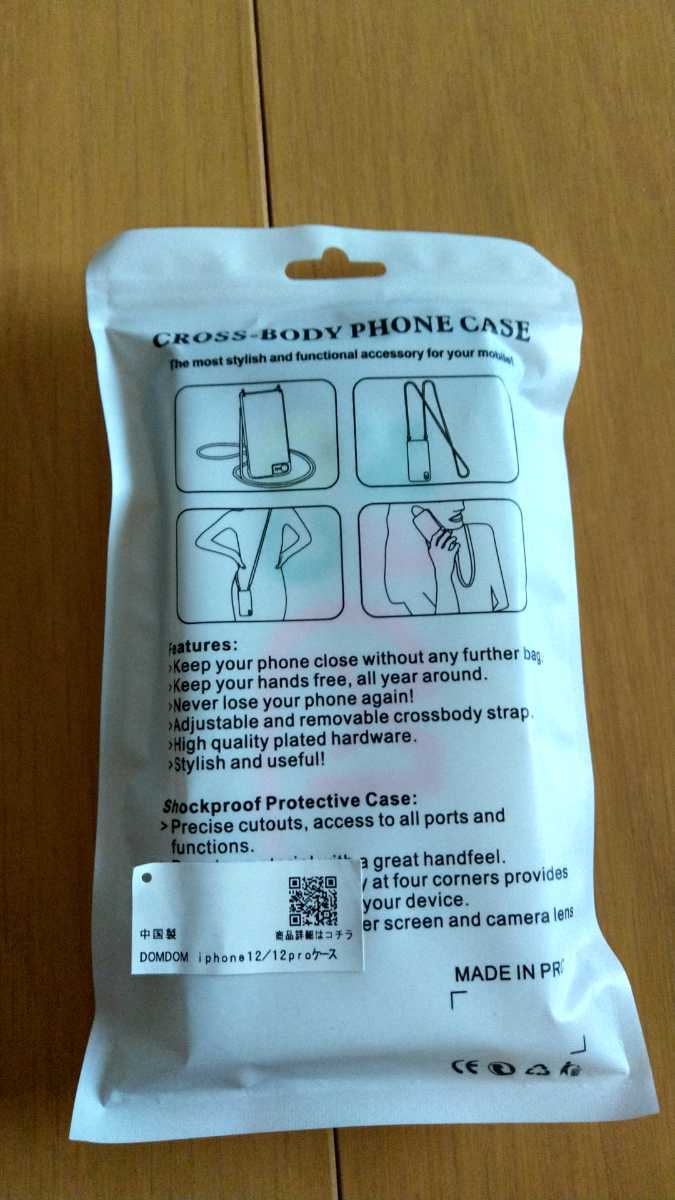 CROSS-BODY PHONE CASE
The most stylish and functional accessory for your mobile!
Features:
›Keep your phone close without any further bag.
›Keep your hands free, all year around.
›Never lose your phone again!
›Adjustable and removable crossbody strap.
›High quality plated hardware.
›Stylish and useful!
Shockproof Protective Case:
>Precise cutouts, access to all ports and
functions.
a great handfeel.
at four corners provides
your device.
screen and camera lens
中国製
商品詳細はコチラ
DOMDOM iphone12/12proケース
MADE IN
CE